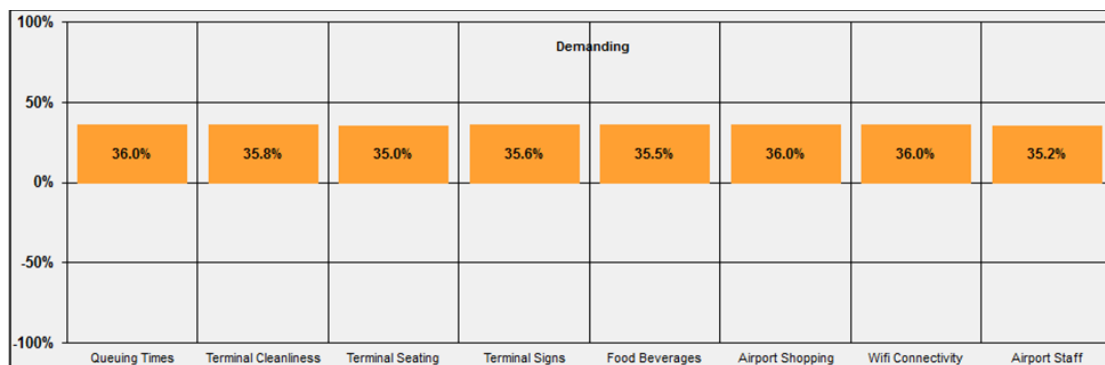 100%
Demanding
50%
36.0% 35.8% 35.0% 35.6% 35.5% 36.0% 36.0% 35.2%
0%
-50%
-100%
Queuing Times Terminal Cleanliness Terminal Seating Terminal Signs Food Beverages Airport Shopping Wifi Connectivity Airport Staff